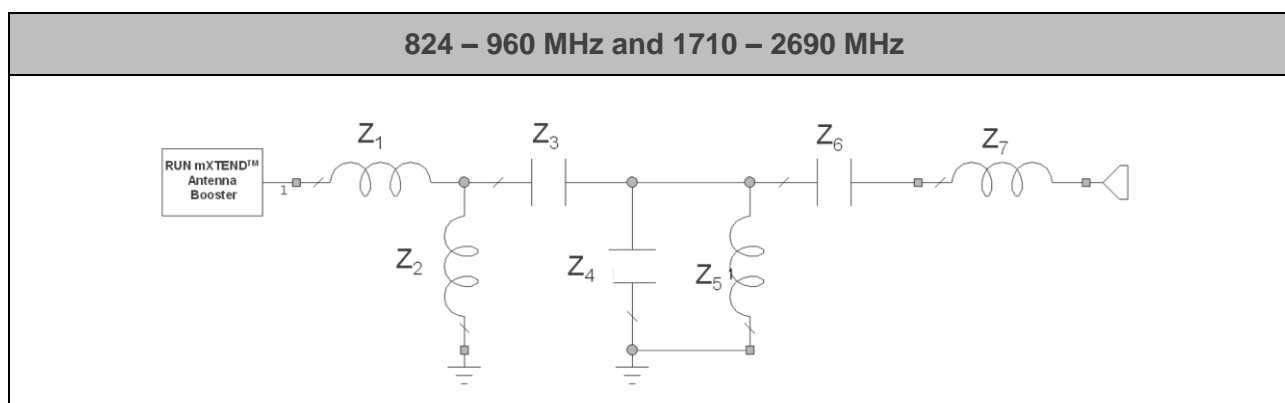 824 – 960 MHz and 1710 – 2690 MHz
Z1
Z3
Z6
Z7
RUN mXTEND™
Antenna
Booster
1
Z2
Z4
Z5 1